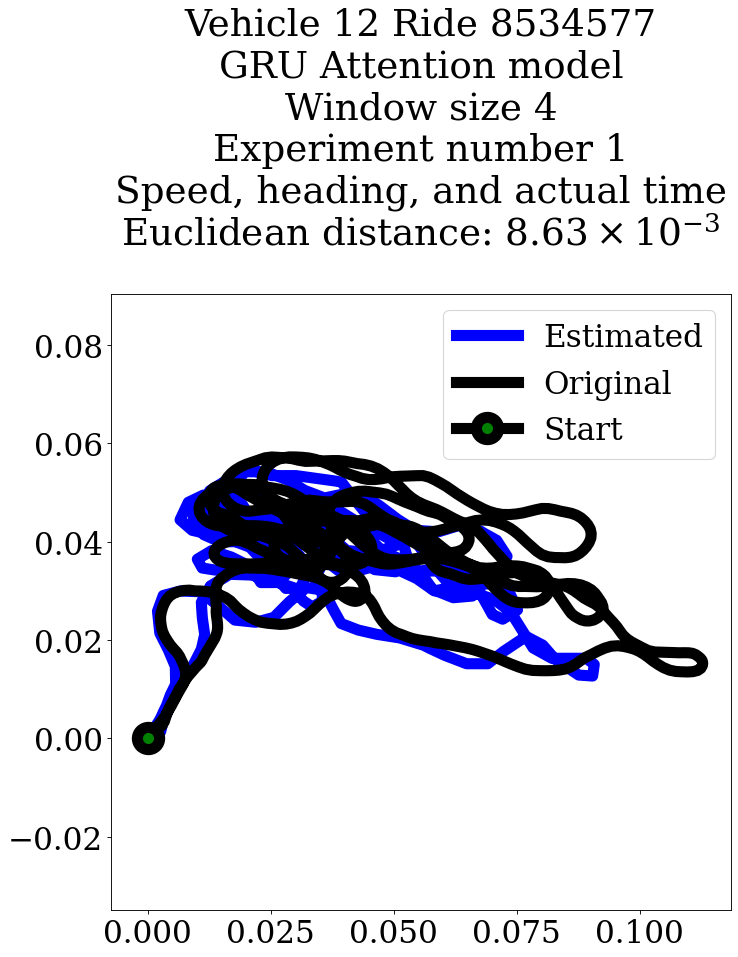 Vehicle 12 Ride 8534577
GRU Attention model
Window size 4
Experiment number 1
Speed, heading, and actual time
Euclidean distance: 8.63 × 10⁻³
Estimated
Original
Start
0.08
0.06
0.04
0.02
0.00
−0.02
0.000 0.025 0.050 0.075 0.100